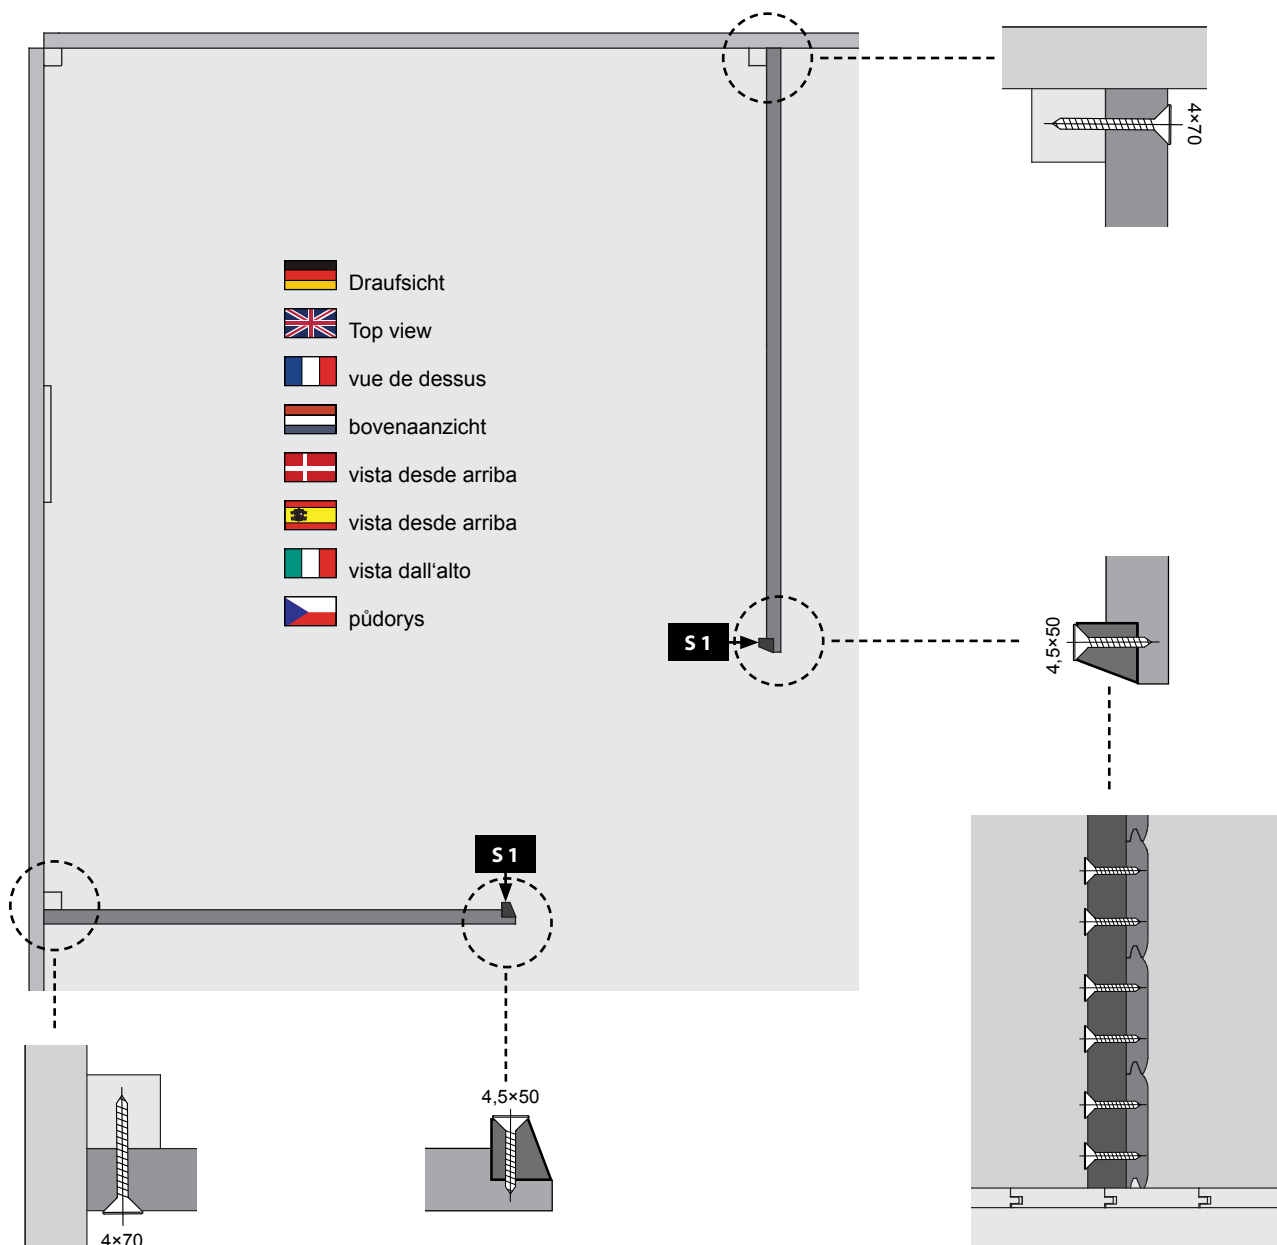 4×70
Draufsicht
Top view
vue de dessus
bovenaanzicht
vista desde arriba
vista desde arriba
vista dall‘alto
půdorys
S 1
4,5×50
S 1
4,5×50
4×70